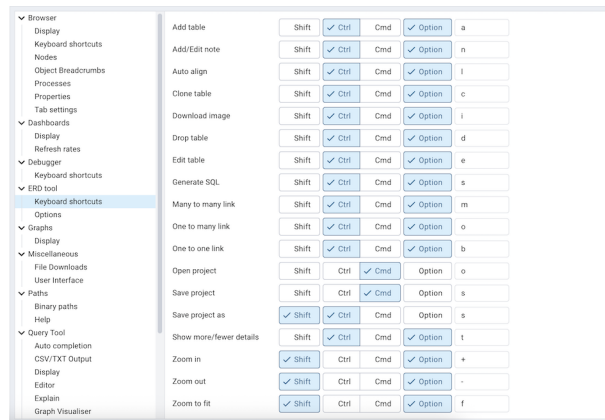 Browser
Display
Keyboard shortcuts
Nodes
Object Breadcrumbs
Processes
Properties
Tab settings
Dashboards
Display
Refresh rates
Debugger
Keyboard shortcuts
ERD tool
Keyboard shortcuts
Options
Graphs
Display
Miscellaneous
File Downloads
User Interface
Paths
Binary paths
Help
Query Tool
Auto completion
CSV/TXT Output
Display
Editor
Explain
Graph Visualiser
Add table Shift ✓ Ctrl Cmd ✓ Option a
Add/Edit note Shift ✓ Ctrl Cmd ✓ Option n
Auto align Shift ✓ Ctrl Cmd ✓ Option l
Clone table Shift ✓ Ctrl Cmd ✓ Option c
Download image Shift ✓ Ctrl Cmd ✓ Option i
Drop table Shift ✓ Ctrl Cmd ✓ Option d
Edit table Shift ✓ Ctrl Cmd ✓ Option e
Generate SQL Shift ✓ Ctrl Cmd ✓ Option s
Many to many link Shift ✓ Ctrl Cmd ✓ Option m
One to many link Shift ✓ Ctrl Cmd ✓ Option o
One to one link Shift ✓ Ctrl Cmd ✓ Option b
Open project Shift Ctrl ✓ Cmd Option o
Save project Shift Ctrl ✓ Cmd Option s
Save project as ✓ Shift ✓ Ctrl Cmd Option s
Show more/fewer details Shift ✓ Ctrl Cmd ✓ Option t
Zoom in ✓ Shift Ctrl Cmd ✓ Option +
Zoom out ✓ Shift Ctrl Cmd ✓ Option -
Zoom to fit ✓ Shift Ctrl Cmd ✓ Option f